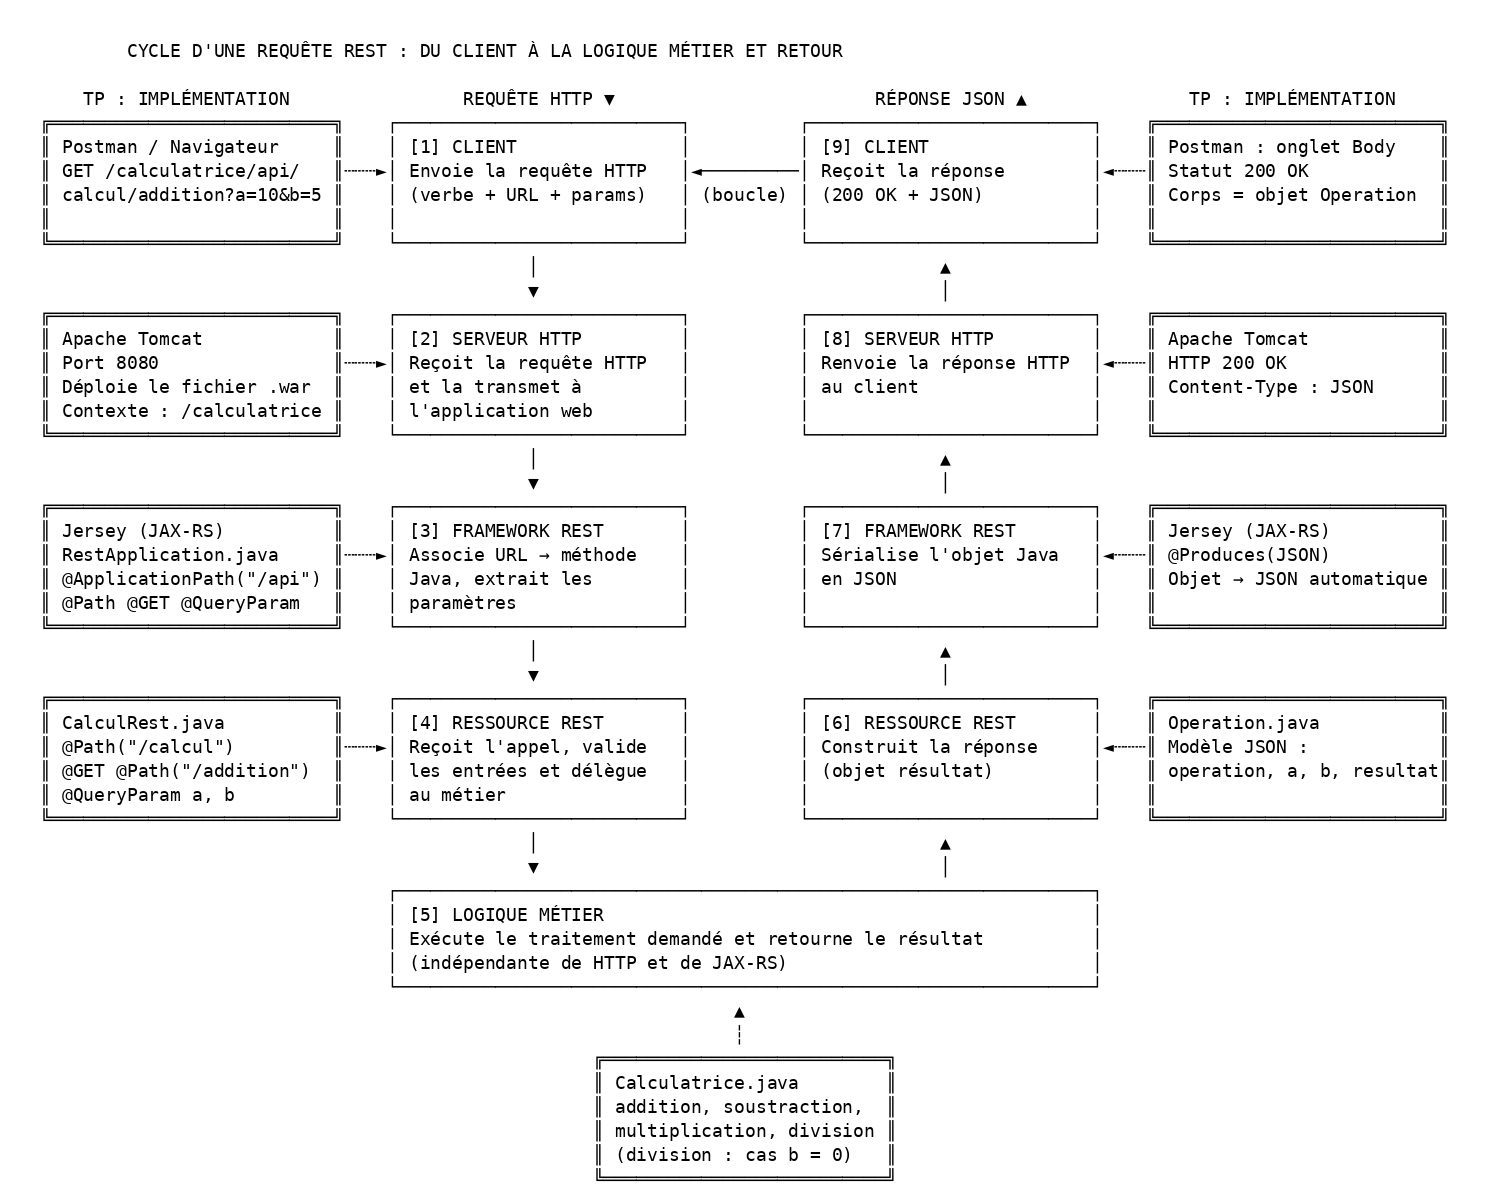 CYCLE D'UNE REQUÊTE REST : DU CLIENT À LA LOGIQUE MÉTIER ET RETOUR
TP : IMPLÉMENTATION
REQUÊTE HTTP ▼
RÉPONSE JSON ▲
TP : IMPLÉMENTATION
Postman / Navigateur
GET /calculatrice/api/
calcul/addition?a=10&b=5
[1] CLIENT
Envoie la requête HTTP
(verbe + URL + params)
(boucle)
[9] CLIENT
Reçoit la réponse
(200 OK + JSON)
Postman : onglet Body
Statut 200 OK
Corps = objet Operation
Apache Tomcat
Port 8080
Déploie le fichier .war
Contexte : /calculatrice
[2] SERVEUR HTTP
Reçoit la requête HTTP
et la transmet à
l'application web
[8] SERVEUR HTTP
Renvoie la réponse HTTP
au client
Apache Tomcat
HTTP 200 OK
Content-Type : JSON
Jersey (JAX-RS)
RestApplication.java
@ApplicationPath("/api")
@Path @GET @QueryParam
[3] FRAMEWORK REST
Associe URL → méthode
Java, extrait les
paramètres
[7] FRAMEWORK REST
Sérialise l'objet Java
en JSON
Jersey (JAX-RS)
@Produces(JSON)
Objet → JSON automatique
CalculRest.java
@Path("/calcul")
@GET @Path("/addition")
@QueryParam a, b
[4] RESSOURCE REST
Reçoit l'appel, valide
les entrées et délègue
au métier
[6] RESSOURCE REST
Construit la réponse
(objet résultat)
Operation.java
Modèle JSON :
operation, a, b, resultat
[5] LOGIQUE MÉTIER
Exécute le traitement demandé et retourne le résultat
(indépendante de HTTP et de JAX-RS)
Calculatrice.java
addition, soustraction,
multiplication, division
(division : cas b = 0)